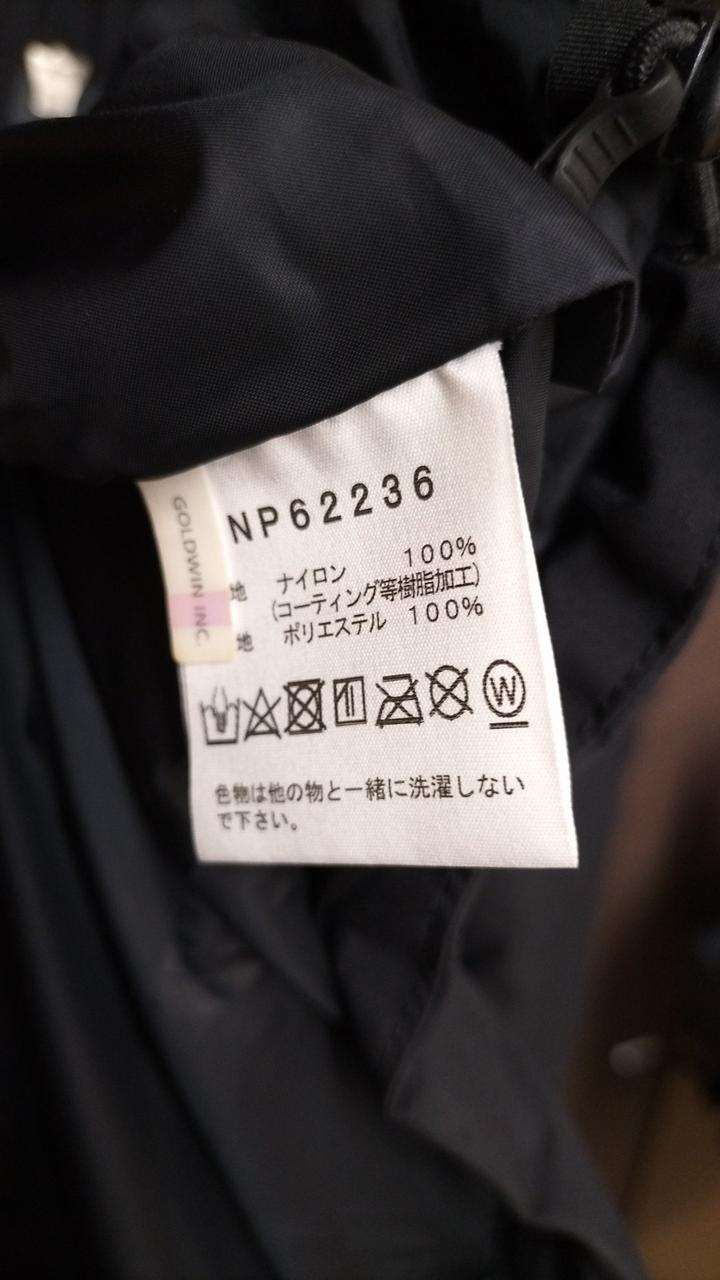 GOLDWIN INC.
NP62236
地 ナイロン 100%
(コーティング等樹脂加工)
地 ポリエステル 100%
W
色物は他の物と一緒に洗濯しない
で下さい。